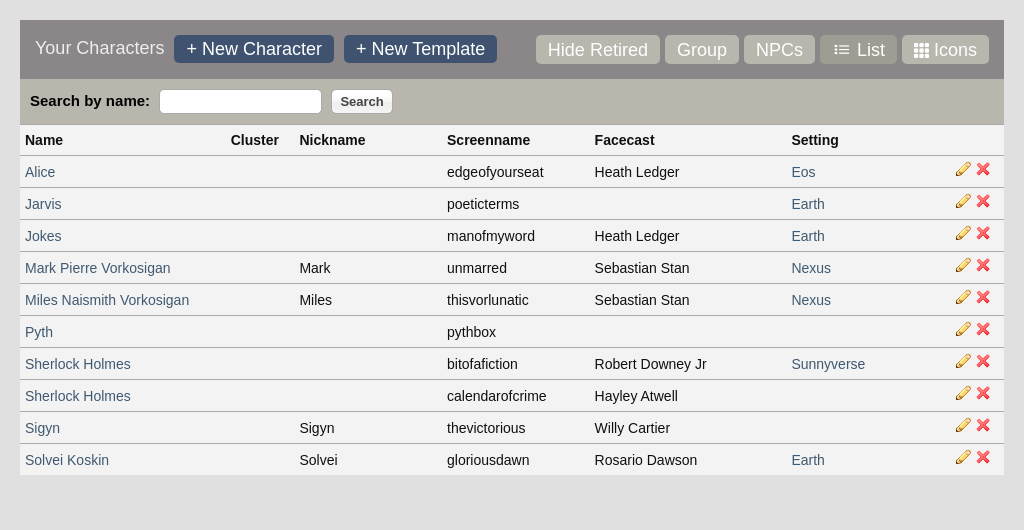 Your Characters + New Character + New Template Hide Retired Group NPCs List Icons
Search by name: Search
Name Cluster Nickname Screenname Facecast Setting
Alice edgeofyourseat Heath Ledger Eos
Jarvis poeticterms Earth
Jokes manofmyword Heath Ledger Earth
Mark Pierre Vorkosigan Mark unmarred Sebastian Stan Nexus
Miles Naismith Vorkosigan Miles thisvorlunatic Sebastian Stan Nexus
Pyth pythbox
Sherlock Holmes bitofafiction Robert Downey Jr Sunnyverse
Sherlock Holmes calendarofcrime Hayley Atwell
Sigyn Sigyn thevictorious Willy Cartier
Solvei Koskin Solvei gloriousdawn Rosario Dawson Earth